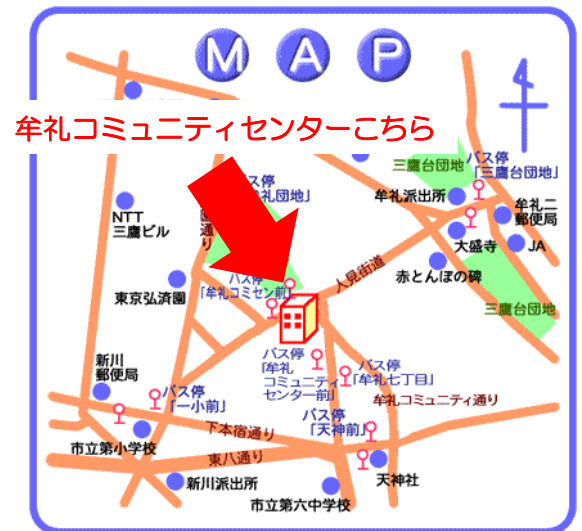 MAP
牟礼コミュニティセンターこちら
三鷹台団地
バス停
「三鷹台団地」
バス停
牟礼団地」
牟礼派出所
牟礼二
郵便局
NTT
三鷹ビル
通
り
大盛寺
JA
人見街道
赤とんぼの碑
バス停
「牟礼コミセン前」
東京弘済園
三鷹台団地
バス停
「牟礼
コミュニティ
センター前」
バス停
「牟礼七丁目」
新川
郵便局
バス停
「一小前」
牟礼コミュニティ通り
バス停
「天神前」
下本宿通り
市立第小学校
東八通り
新川派出所
天神社
市立第六中学校